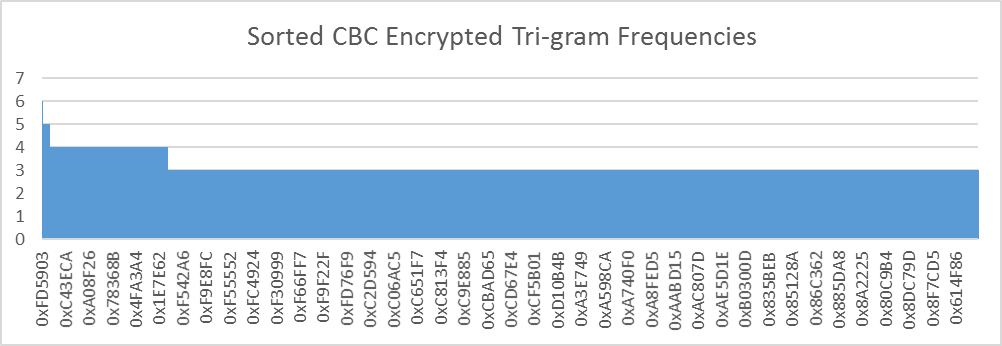 Sorted CBC Encrypted Tri-gram Frequencies
7
6
5
4
3
2
1
0
0xFD5903
0xC43ECA
0xA08F26
0x78368B
0x4FA3A4
0x1E7E62
0xF542A6
0xF9E8FC
0xF55552
0xFC4924
0xF30999
0xF66FF7
0xF9F22F
0xFD76F9
0xC2D594
0xC06AC5
0xC651F7
0xC813F4
0xC9E885
0xCBAD65
0xCD67E4
0xCF5B01
0xD10B4B
0xA3E749
0xA598CA
0xA740F0
0xA8FED5
0xAABD15
0xAC807D
0xAE5D1E
0xB0300D
0x835BEB
0x85128A
0x86C362
0x885DA8
0x8A2225
0x80C9B4
0x8DC79D
0x8F7CD5
0x614F86